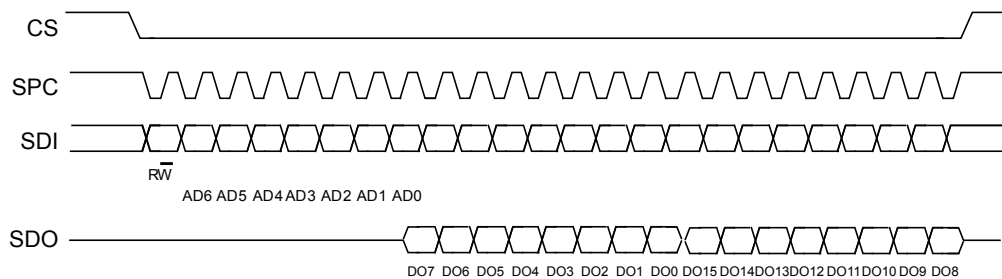 CS
SPC
SDI
RW̅
AD6 AD5 AD4 AD3 AD2 AD1 AD0
SDO
DO7 DO6 DO5 DO4 DO3 DO2 DO1 DO0 DO15 DO14 DO13 DO12 DO11 DO10 DO9 DO8